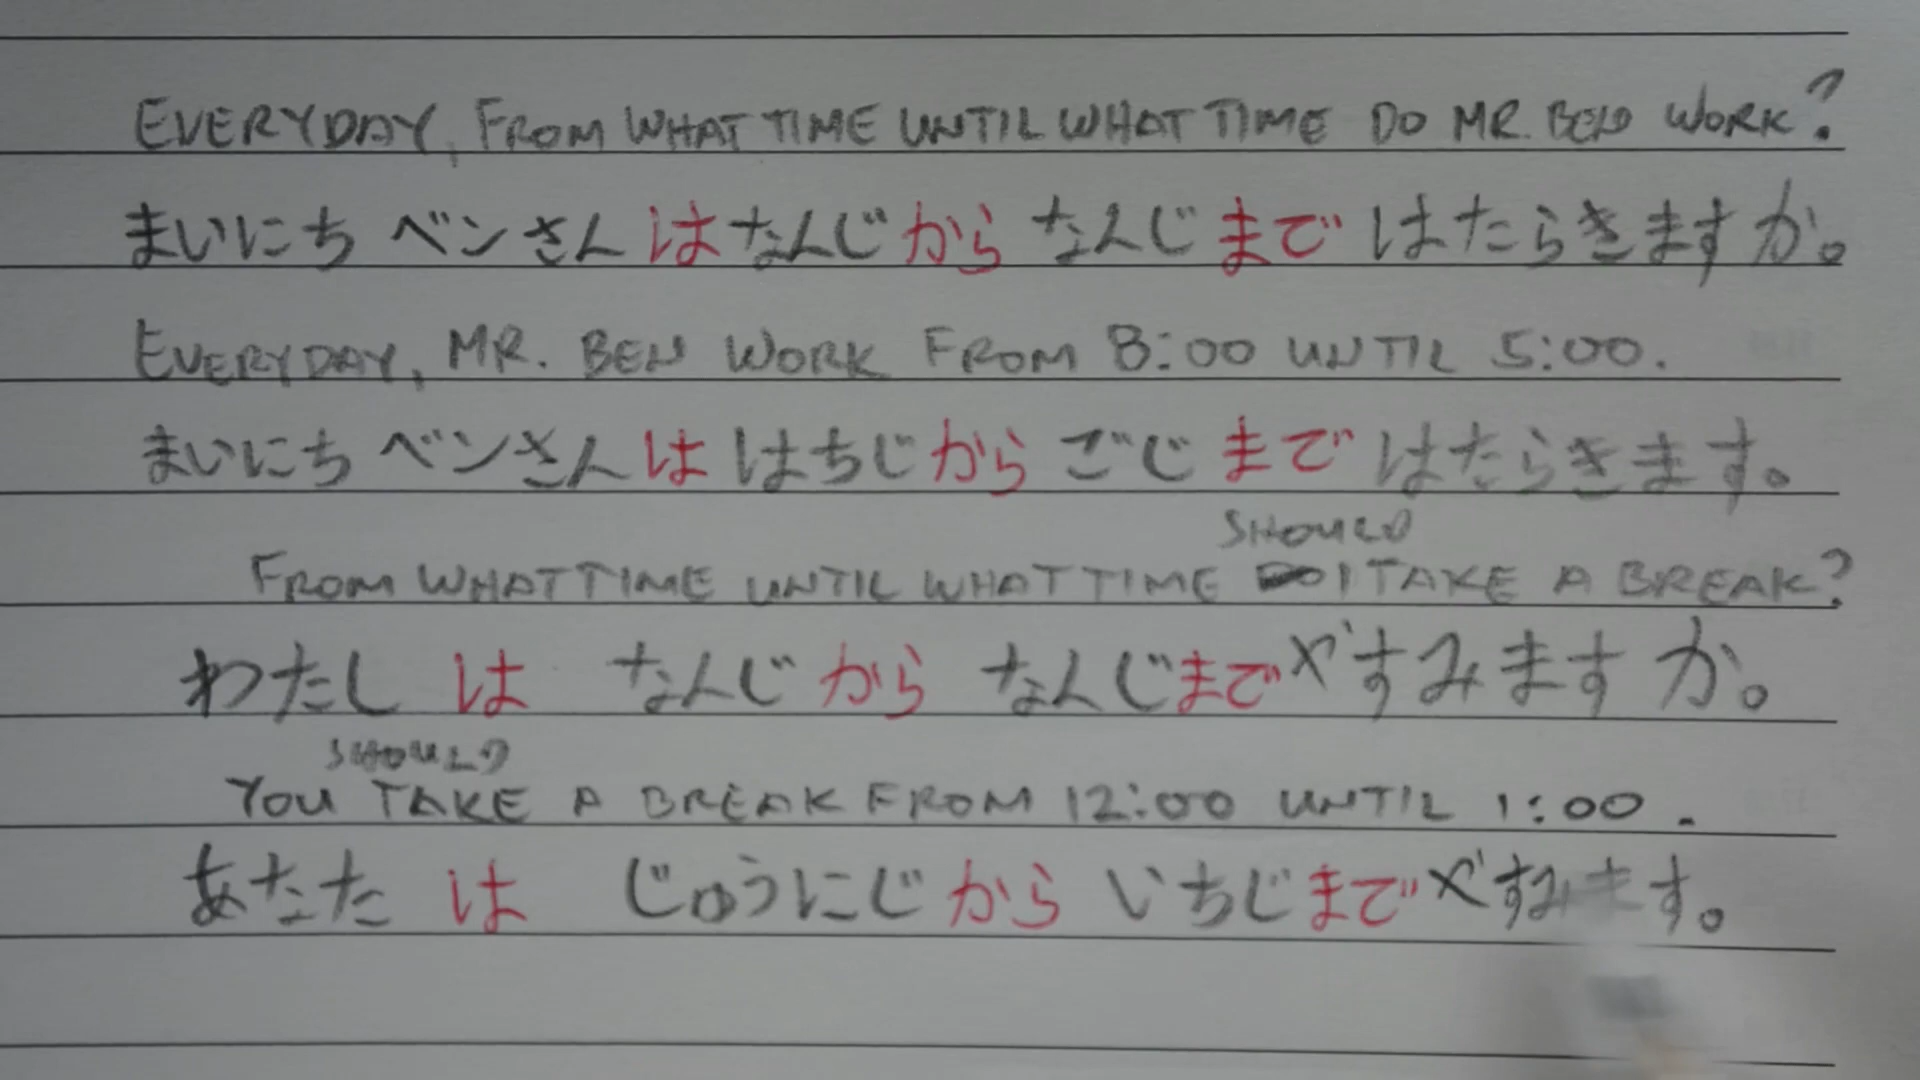 EVERYDAY, FROM WHAT TIME UNTIL WHAT TIME DO MR. BEN WORK?
まいにち ベンさん は なんじ から なんじ まで はたらきます か。
EVERYDAY, MR. BEN WORK FROM 8:00 UNTIL 5:00.
まいにち ベンさん は はちじ から ごじ まで はたらきます。
SHOULD
FROM WHAT TIME UNTIL WHAT TIME DO I TAKE A BREAK?
わたし は なんじ から なんじ まで やすみます か。
SHOULD
YOU TAKE A BREAK FROM 12:00 UNTIL 1:00.
あなた は じゅうにじ から いちじ まで やすみます。